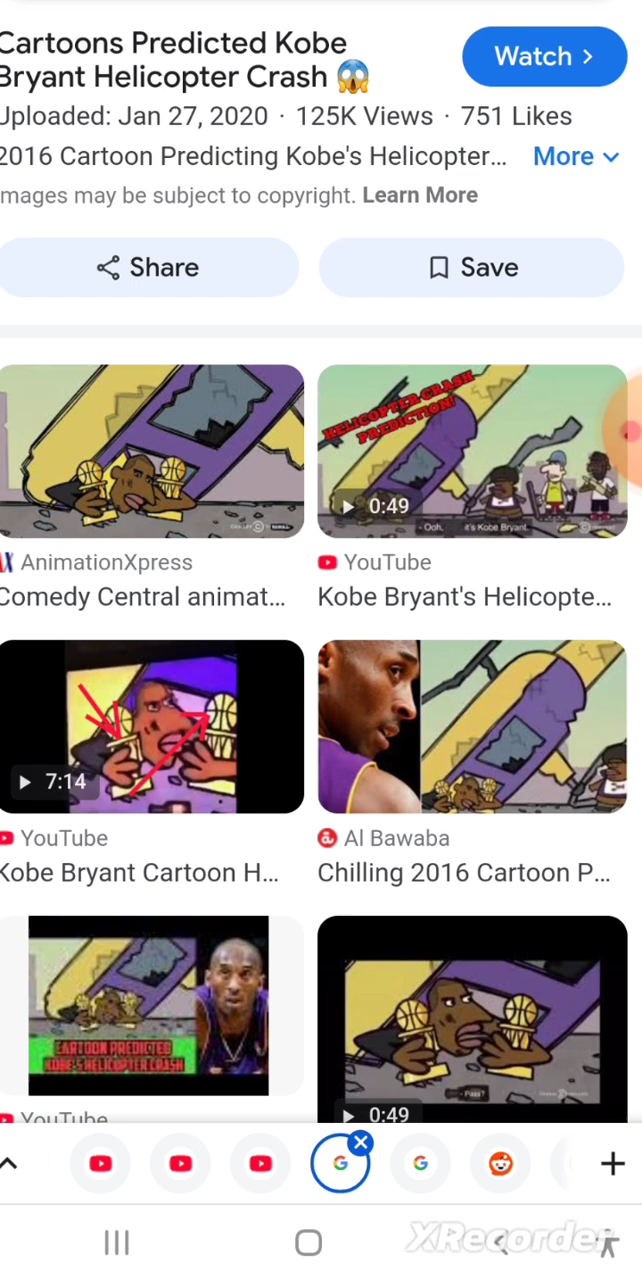 Cartoons Predicted Kobe
Bryant Helicopter Crash 😱
Watch
Uploaded: Jan 27, 2020 · 125K Views · 751 Likes
2016 Cartoon Predicting Kobe's Helicopter...
More
mages may be subject to copyright. Learn More
Share
Save
HELICOPTER CRASH
PREDICTION!
0:49
- Ooh, it's Kobe Bryant.
AnimationXpress
YouTube
Comedy Central animat...
Kobe Bryant's Helicopte...
7:14
YouTube
Al Bawaba
Kobe Bryant Cartoon H...
Chilling 2016 Cartoon P...
CARTOON PREDICTED
KOBE'S HELICOPTER CRASH
- Pass?
0:49
YouTube
XRecorder